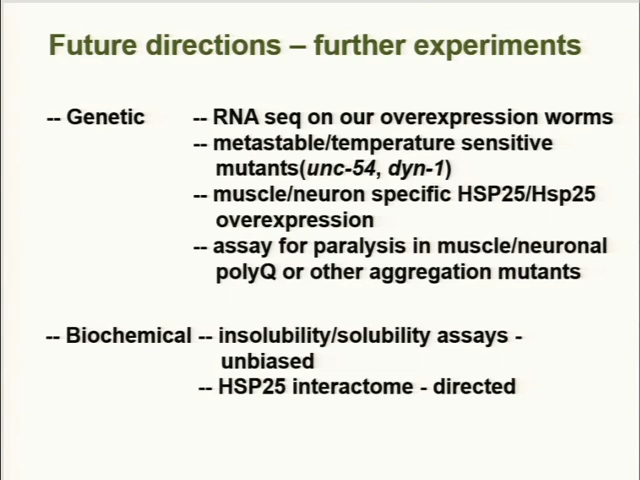 Future directions – further experiments
-- Genetic -- RNA seq on our overexpression worms
-- metastable/temperature sensitive
mutants(unc-54, dyn-1)
-- muscle/neuron specific HSP25/Hsp25
overexpression
-- assay for paralysis in muscle/neuronal
polyQ or other aggregation mutants
-- Biochemical -- insolubility/solubility assays -
unbiased
-- HSP25 interactome - directed